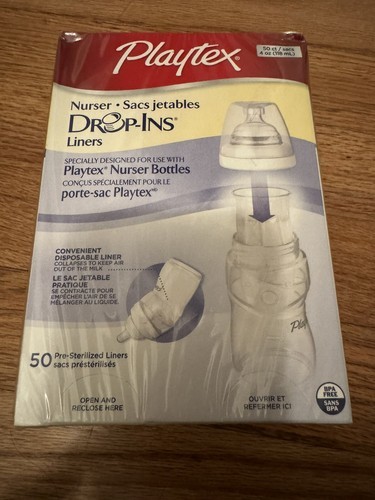 Playtex®
50 ct / sacs
4 oz (118 mL)
Nurser • Sacs jetables
DROP-INS®
Liners
SPECIALLY DESIGNED FOR USE WITH
Playtex® Nurser Bottles
CONÇUS SPÉCIALEMENT POUR LE
porte-sac Playtex
CONVENIENT
DISPOSABLE LINER
COLLAPSES TO KEEP AIR
OUT OF THE MILK
LE SAC JETABLE
PRATIQUE
SE CONTRACTE POUR
EMPÊCHER L'AIR DE SE
MÉLANGER AU LIQUIDE
Play
50 Pre-Sterilized Liners
sacs préstérilisés
OPEN AND
RECLOSE HERE
OUVRIR ET
REFERMER ICI
BPA
FREE
SANS
BPA